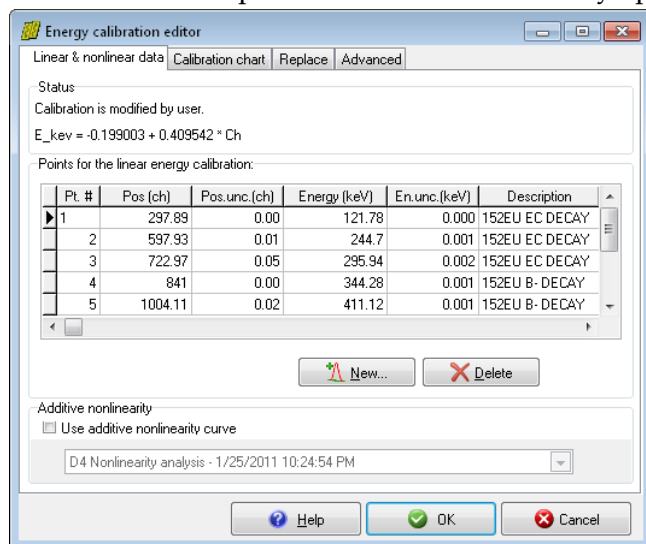 Energy calibration editor
Linear & nonlinear data Calibration chart Replace Advanced
Status
Calibration is modified by user.
E_kev = -0.199003 + 0.409542 * Ch
Points for the linear energy calibration:
Pt. # Pos (ch) Pos.unc.(ch) Energy (keV) En.unc.(keV) Description
1 297.89 0.00 121.78 0.000 152EU EC DECAY
2 597.93 0.01 244.7 0.001 152EU EC DECAY
3 722.97 0.05 295.94 0.002 152EU EC DECAY
4 841 0.00 344.28 0.001 152EU B- DECAY
5 1004.11 0.02 411.12 0.001 152EU B- DECAY
New... Delete
Additive nonlinearity
Use additive nonlinearity curve
D4 Nonlinearity analysis - 1/25/2011 10:24:54 PM
Help OK Cancel